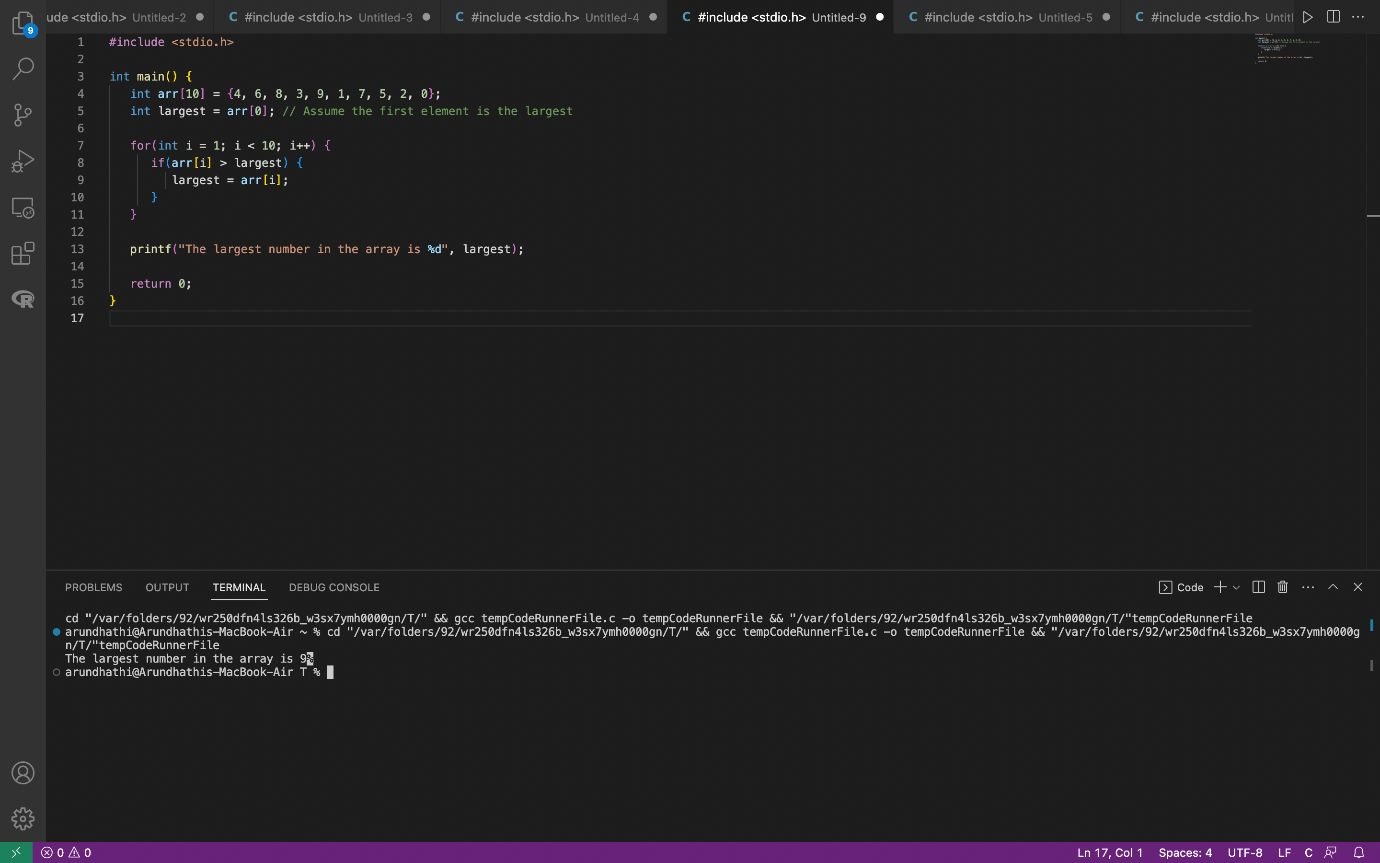 ude <stdio.h> Untitled-2 C #include <stdio.h> Untitled-3 C #include <stdio.h> Untitled-4 C #include <stdio.h> Untitled-9 C #include <stdio.h> Untitled-5 C #include <stdio.h> Untitl
9
1 #include <stdio.h>
2
3 int main() {
4 int arr[10] = {4, 6, 8, 3, 9, 1, 7, 5, 2, 0};
5 int largest = arr[0]; // Assume the first element is the largest
6
7 for(int i = 1; i < 10; i++) {
8 if(arr[i] > largest) {
9 largest = arr[i];
10 }
11 }
12
13 printf("The largest number in the array is %d", largest);
14
15 return 0;
16 }
17
R
PROBLEMS OUTPUT TERMINAL DEBUG CONSOLE Code
cd "/var/folders/92/wr250dfn4ls326b_w3sx7ymh0000gn/T/" && gcc tempCodeRunnerFile.c -o tempCodeRunnerFile && "/var/folders/92/wr250dfn4ls326b_w3sx7ymh0000gn/T/"tempCodeRunnerFile
arundhathi@Arundhathis-MacBook-Air ~ % cd "/var/folders/92/wr250dfn4ls326b_w3sx7ymh0000gn/T/" && gcc tempCodeRunnerFile.c -o tempCodeRunnerFile && "/var/folders/92/wr250dfn4ls326b_w3sx7ymh0000g
n/T/"tempCodeRunnerFile
The largest number in the array is 9%
arundhathi@Arundhathis-MacBook-Air T %
0 0 Ln 17, Col 1 Spaces: 4 UTF-8 LF C